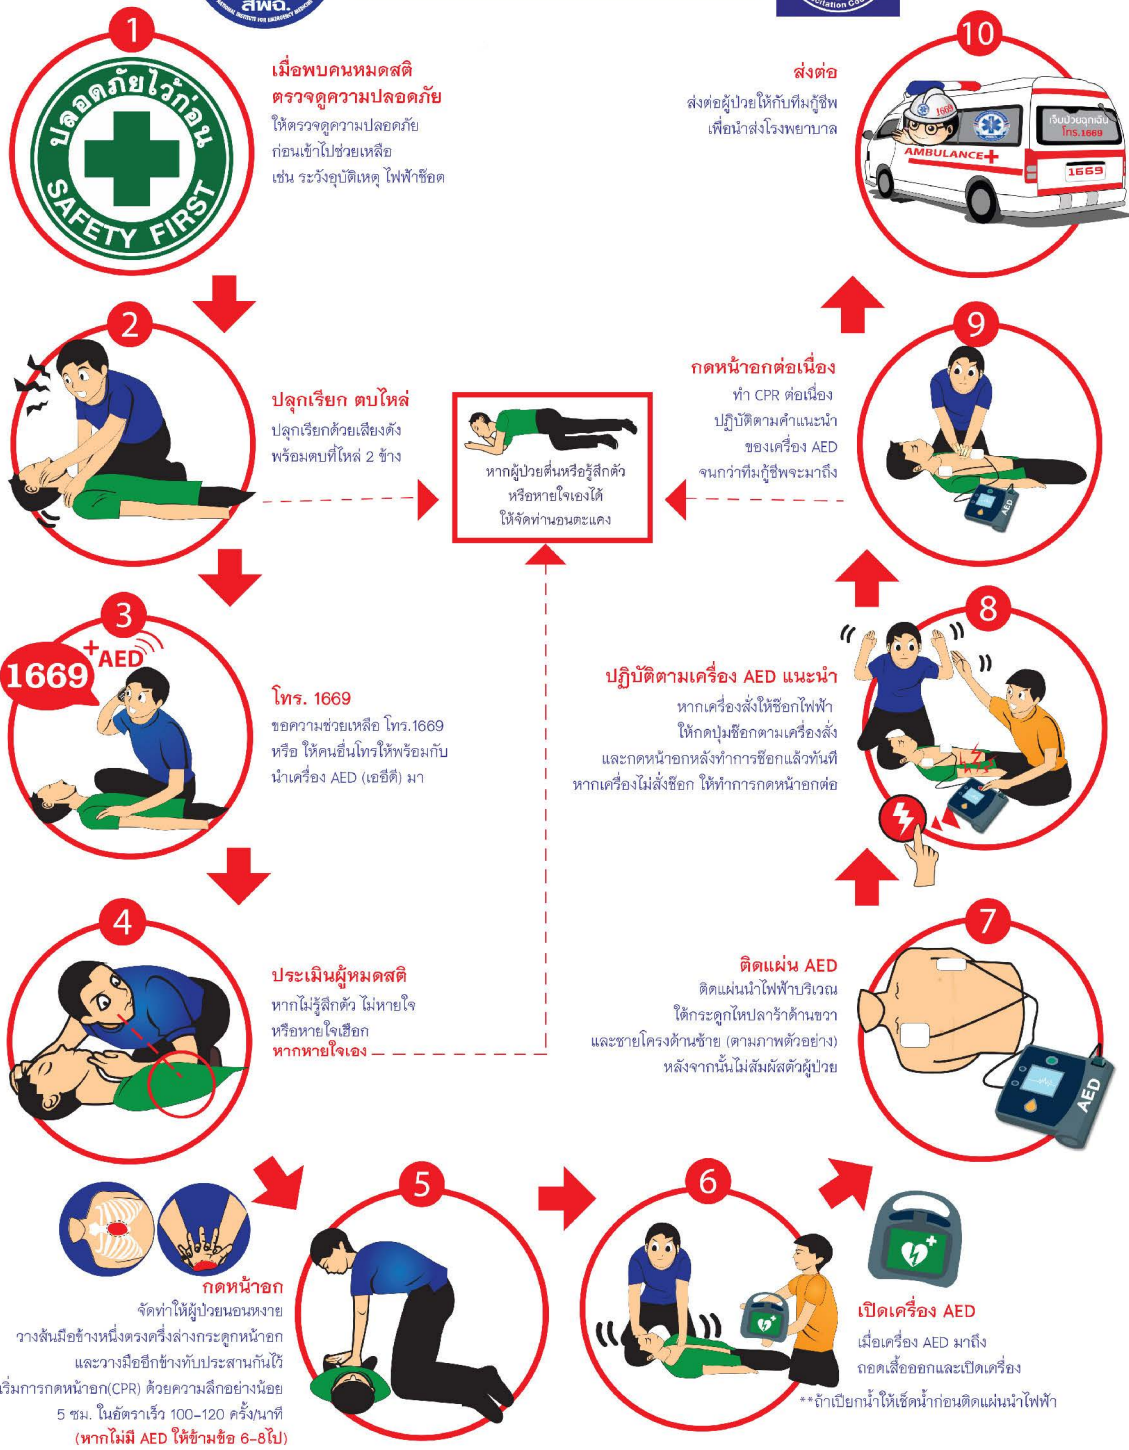 สพฉ.
NATIONAL INSTITUTE FOR EMERGENCY MEDICINE
1
ปลอดภัยไว้ก่อน
SAFETY FIRST
เมื่อพบคนหมดสติ
ตรวจดูความปลอดภัย
ให้ตรวจดูความปลอดภัย
ก่อนเข้าไปช่วยเหลือ
เช่น ระวังอุบัติเหตุ ไฟฟ้าช็อต
2
ปลุกเรียก ตบไหล่
ปลุกเรียกด้วยเสียงดัง
พร้อมตบที่ไหล่ 2 ข้าง
หากผู้ป่วยตื่นหรือรู้สึกตัว
หรือหายใจเองได้
ให้จัดท่านอนตะแคง
3
1669
+AED
โทร. 1669
ขอความช่วยเหลือ โทร.1669
หรือ ให้คนอื่นโทรให้พร้อมกับ
นำเครื่อง AED (เออีดี) มา
4
ประเมินผู้หมดสติ
หากไม่รู้สึกตัว ไม่หายใจ
หรือหายใจเฮือก
หากหายใจเอง
5
กดหน้าอก
จัดท่าให้ผู้ป่วยนอนหงาย
วางส้นมือข้างหนึ่งตรงครึ่งล่างกระดูกหน้าอก
และวางมืออีกข้างทับประสานกันไว้
เริ่มการกดหน้าอก(CPR) ด้วยความลึกอย่างน้อย
5 ซม. ในอัตราเร็ว 100-120 ครั้ง/นาที
(หากไม่มี AED ให้ข้ามข้อ 6-8ไป)
6
เปิดเครื่อง AED
เมื่อเครื่อง AED มาถึง
ถอดเสื้อออกและเปิดเครื่อง
**ถ้าเปียกน้ำให้เช็ดน้ำก่อนติดแผ่นนำไฟฟ้า
7
ติดแผ่น AED
ติดแผ่นนำไฟฟ้าบริเวณ
ใต้กระดูกไหปลาร้าด้านขวา
และชายโครงด้านซ้าย (ตามภาพตัวอย่าง)
หลังจากนั้นไม่สัมผัสตัวผู้ป่วย
AED
8
ปฏิบัติตามเครื่อง AED แนะนำ
หากเครื่องสั่งให้ช๊อกไฟฟ้า
ให้กดปุ่มช๊อกตามเครื่องสั่ง
และกดหน้าอกหลังทำการช๊อกแล้วทันที
หากเครื่องไม่สั่งช๊อก ให้ทำการกดหน้าอกต่อ
AED
9
กดหน้าอกต่อเนื่อง
ทำ CPR ต่อเนื่อง
ปฏิบัติตามคำแนะนำ
ของเครื่อง AED
จนกว่าทีมกู้ชีพจะมาถึง
AED
10
ส่งต่อ
ส่งต่อผู้ป่วยให้กับทีมกู้ชีพ
เพื่อนำส่งโรงพยาบาล
1669
AMBULANCE+
เจ็บป่วยฉุกเฉิน
โทร.1669
1669